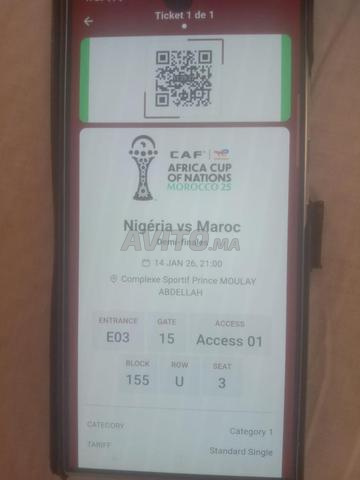 Ticket 1 de 1
CAF
AFRICA CUP
OF NATIONS
MOROCCO 25
Nigéria vs Maroc
Demi-finales
AVITO.MA
14 JAN 26, 21:00
Complexe Sportif Prince MOULAY
ABDELLAH
ENTRANCE GATE ACCESS
E03 15 Access 01
BLOCK ROW SEAT
155 U 3
CATEGORY Category 1
TARIFF Standard Single